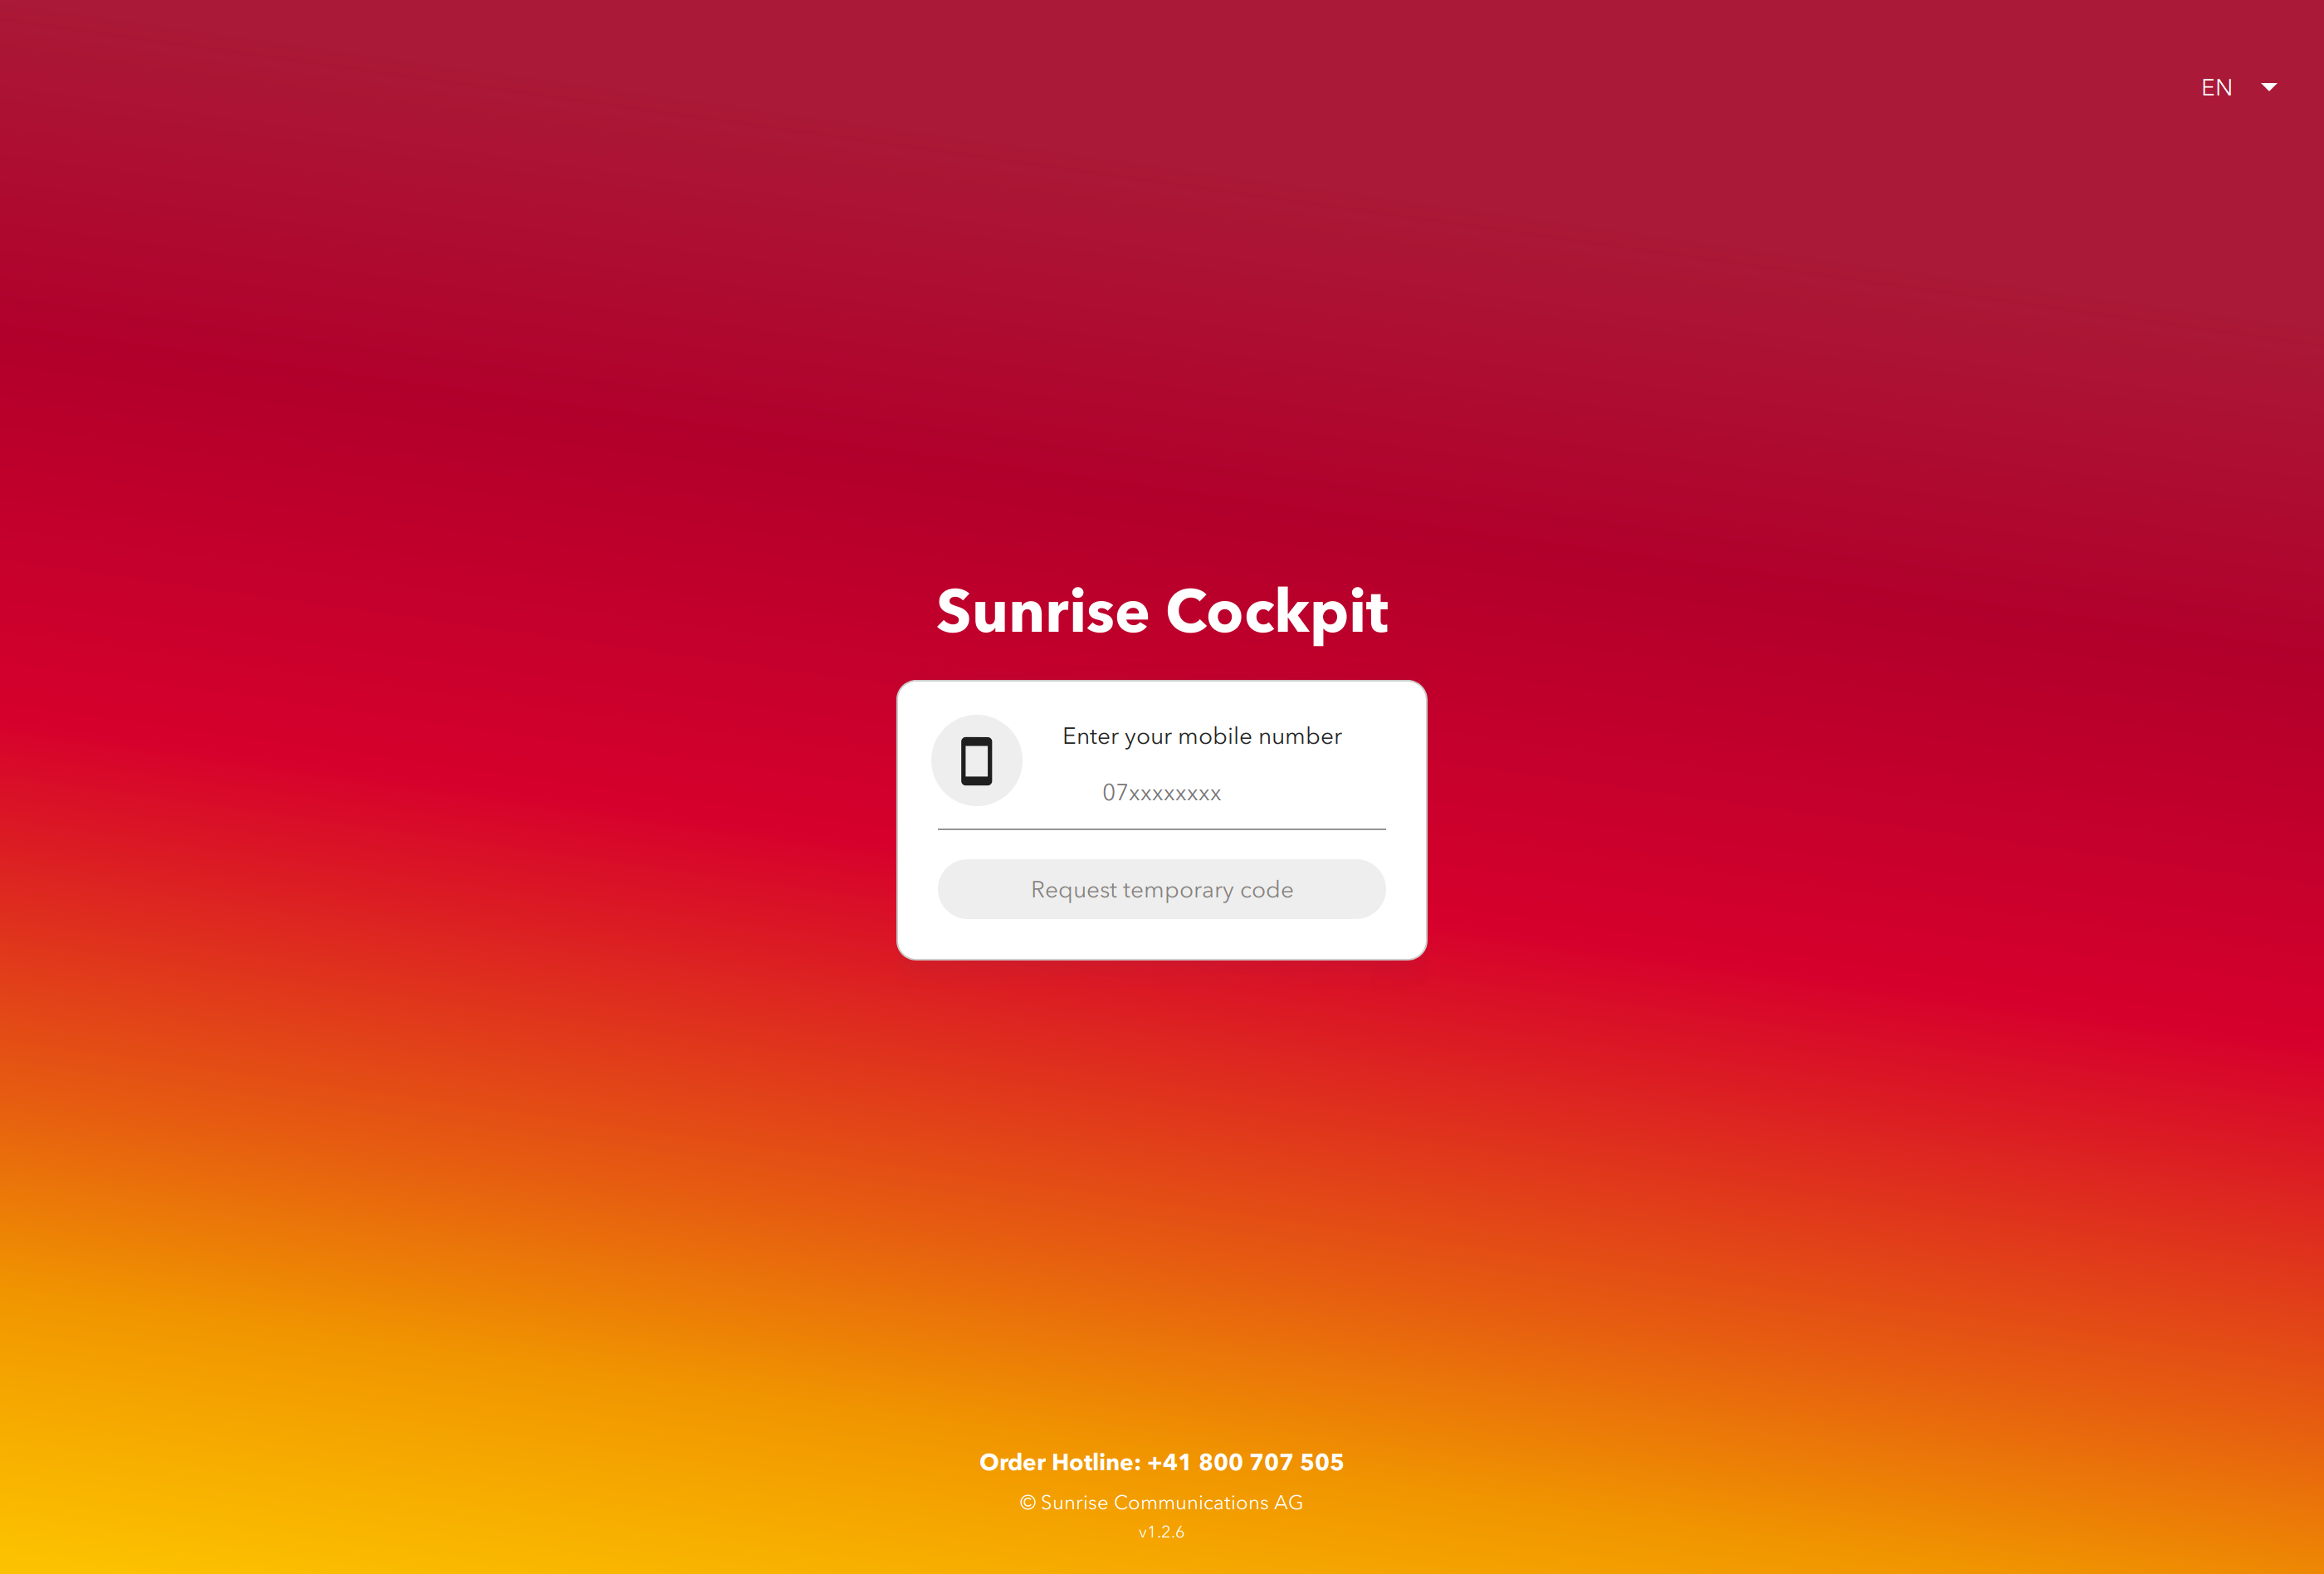 EN
Sunrise Cockpit
Enter your mobile number
07xxxxxxxx
Request temporary code
Order Hotline: +41 800 707 505
© Sunrise Communications AG
v1.2.6